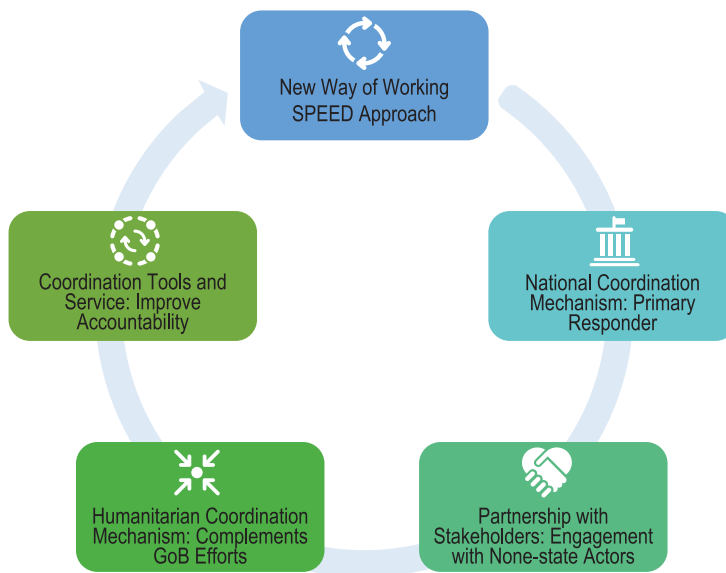 New Way of Working
SPEED Approach
National Coordination
Mechanism: Primary
Responder
Partnership with
Stakeholders: Engagement
with None-state Actors
Humanitarian Coordination
Mechanism: Complements
GoB Efforts
Coordination Tools and
Service: Improve
Accountability